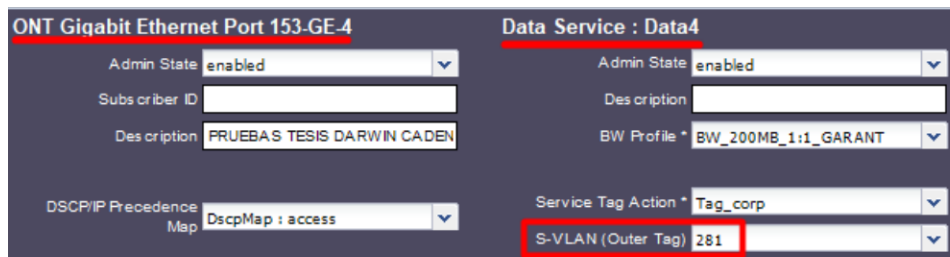 ONT Gigabit Ethernet Port 153-GE-4
Admin State enabled
Subscriber ID
Description PRUEBAS TESIS DARWIN CADEN
DSCP/IP Precedence
Map DscpMap : access
Data Service : Data4
Admin State enabled
Description
BW Profile * BW_200MB_1:1_GARANT
Service Tag Action * Tag_corp
S-VLAN (Outer Tag) 281